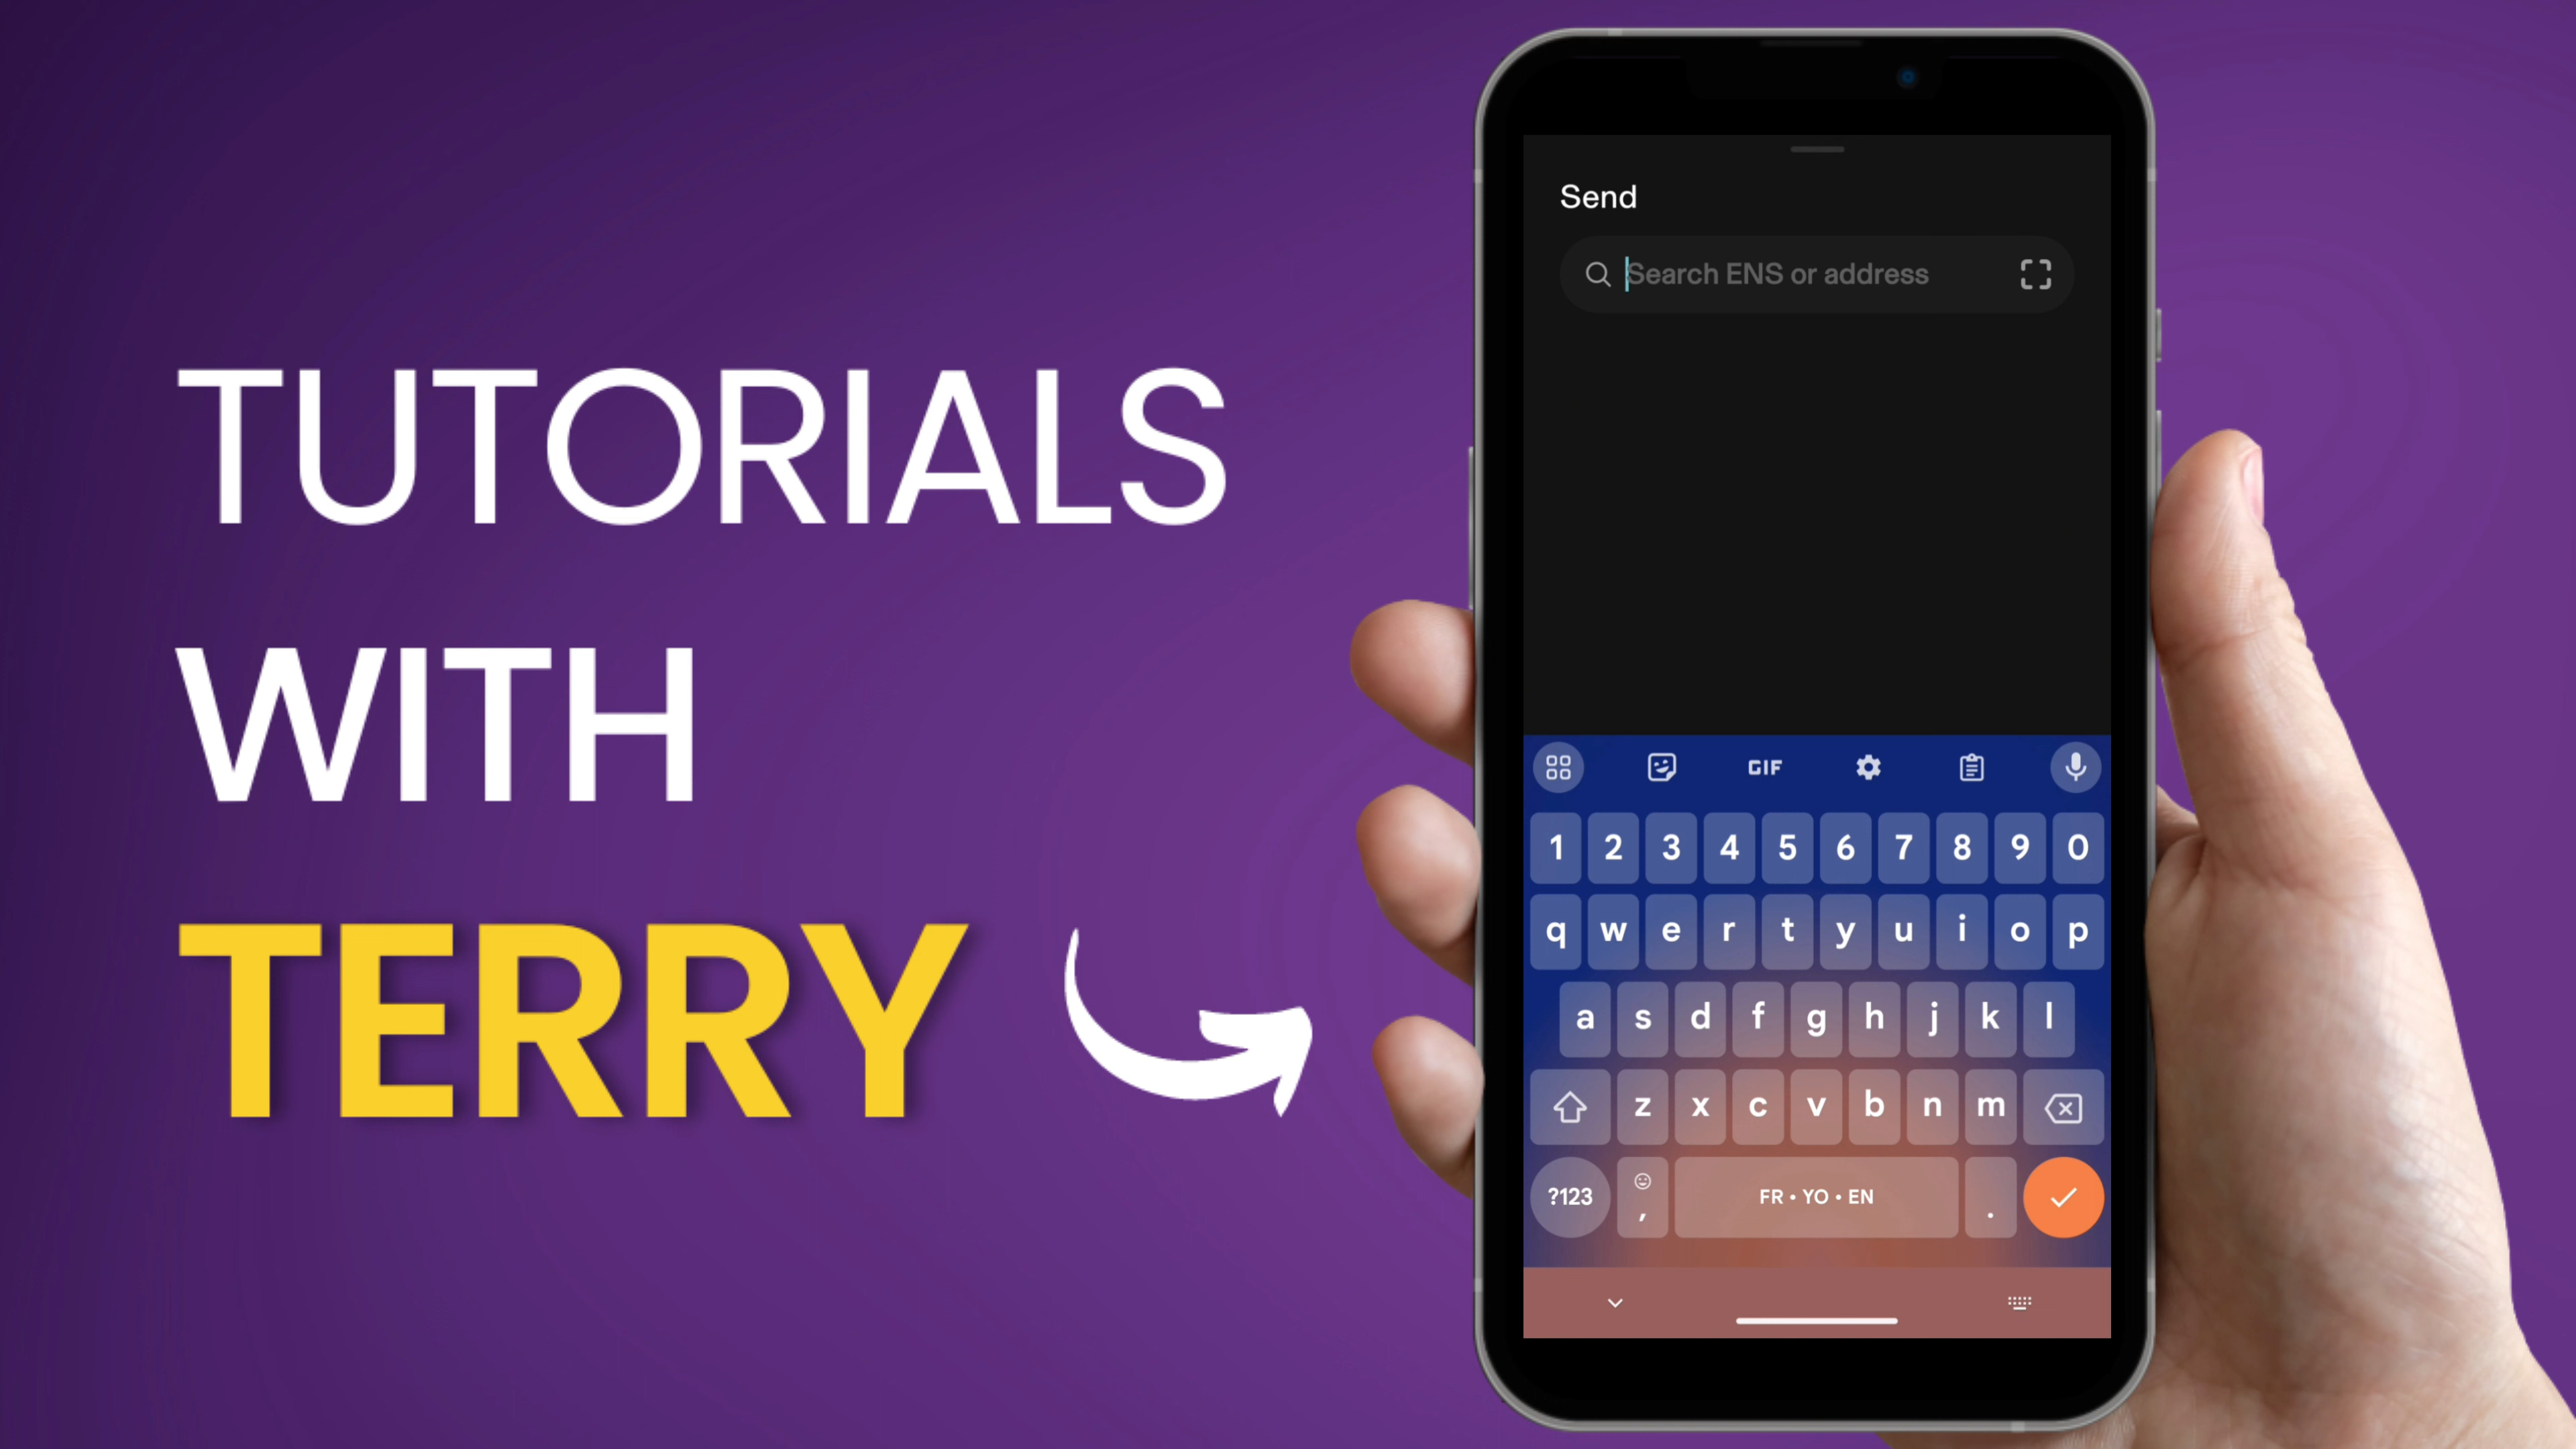 TUTORIALS
WITH
TERRY
Send
Search ENS or address
GIF
1 2 3 4 5 6 7 8 9 0
q w e r t y u i o p
a s d f g h j k l
z x c v b n m
?123 , FR • YO • EN .